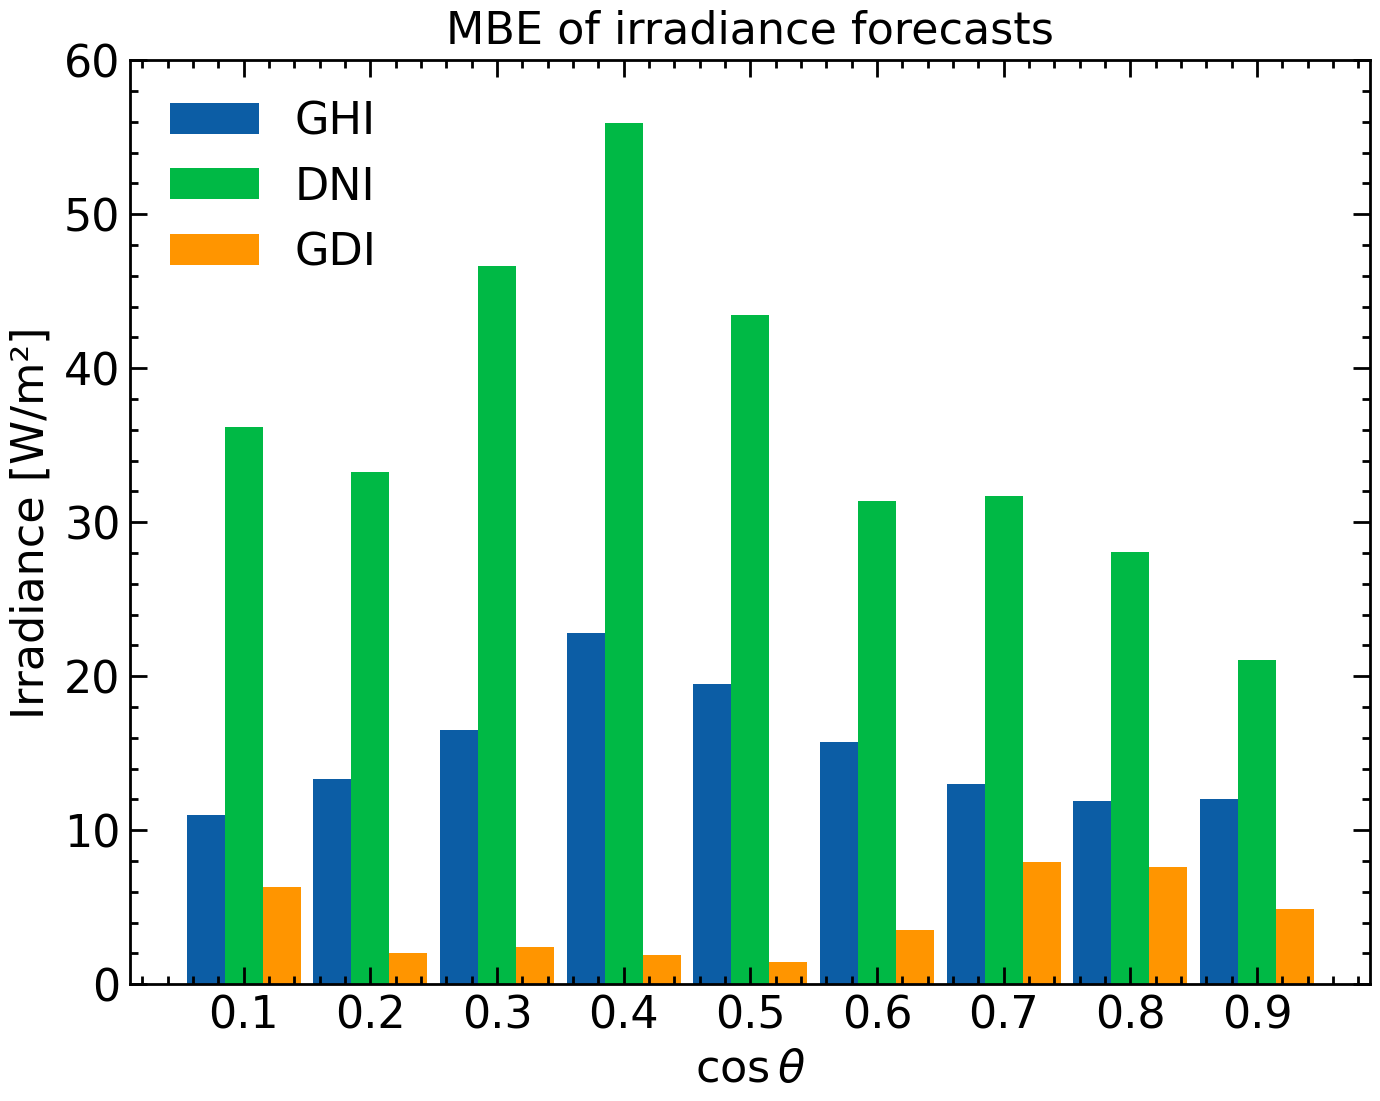 MBE of irradiance forecasts
GHI
DNI
GDI
60
50
40
30
20
10
0
Irradiance [W/m²]
0.1 0.2 0.3 0.4 0.5 0.6 0.7 0.8 0.9
cos θ